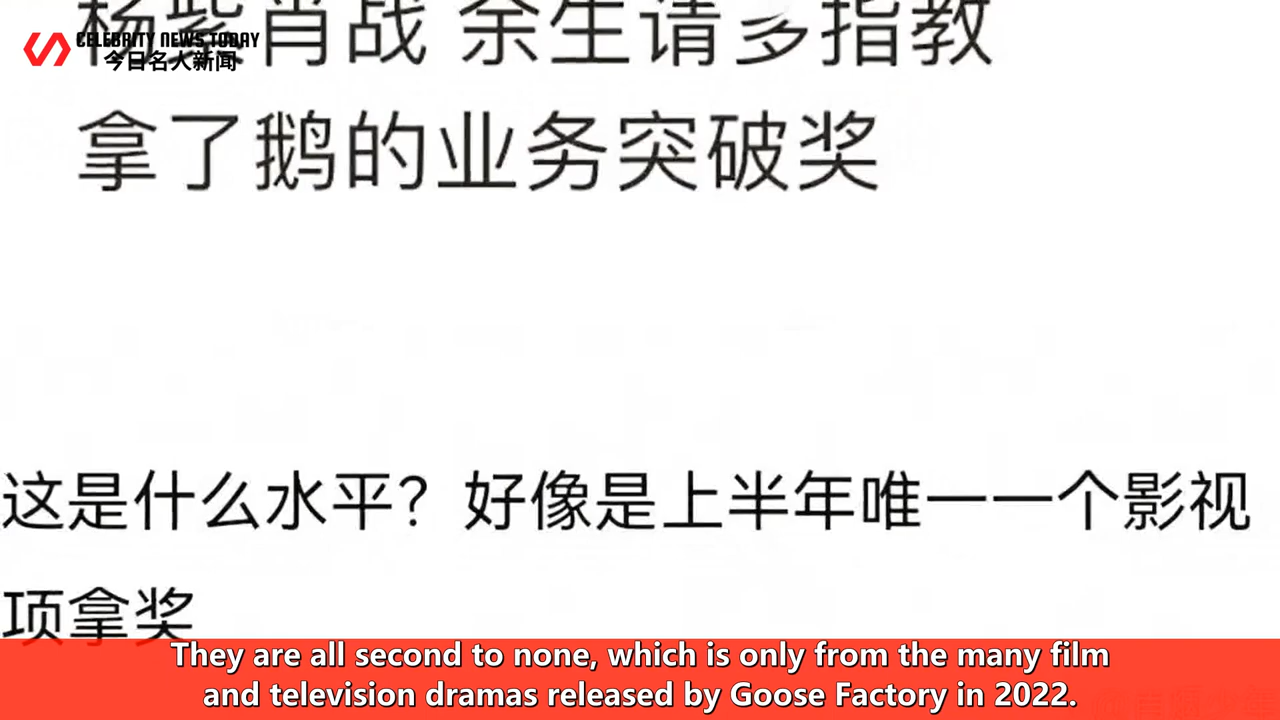 杨紫肖战 余生请多指教
CELEBRITY NEWS TODAY
今日名人新闻
拿了鹅的业务突破奖
这是什么水平？好像是上半年唯一一个影视
项拿奖
They are all second to none, which is only from the many film
and television dramas released by Goose Factory in 2022.